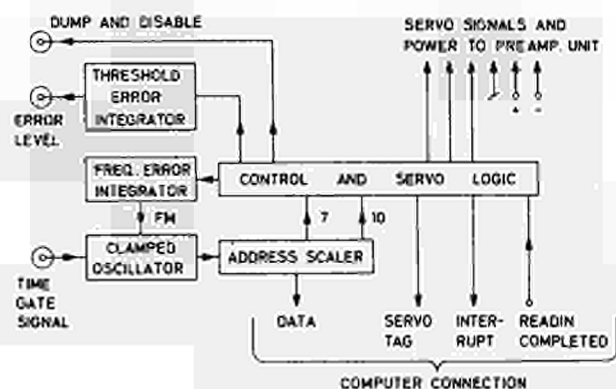 DUMP AND DISABLE
SERVO SIGNALS AND
POWER TO PREAMP. UNIT
THRESHOLD
ERROR
INTEGRATOR
ERROR
LEVEL
+ -
FREQ. ERROR
INTEGRATOR
CONTROL AND SERVO LOGIC
FM
7 10
CLAMPED
OSCILLATOR
ADDRESS SCALER
TIME
GATE
SIGNAL
DATA
SERVO
TAG
INTER-
RUPT
READIN
COMPLETED
COMPUTER CONNECTION